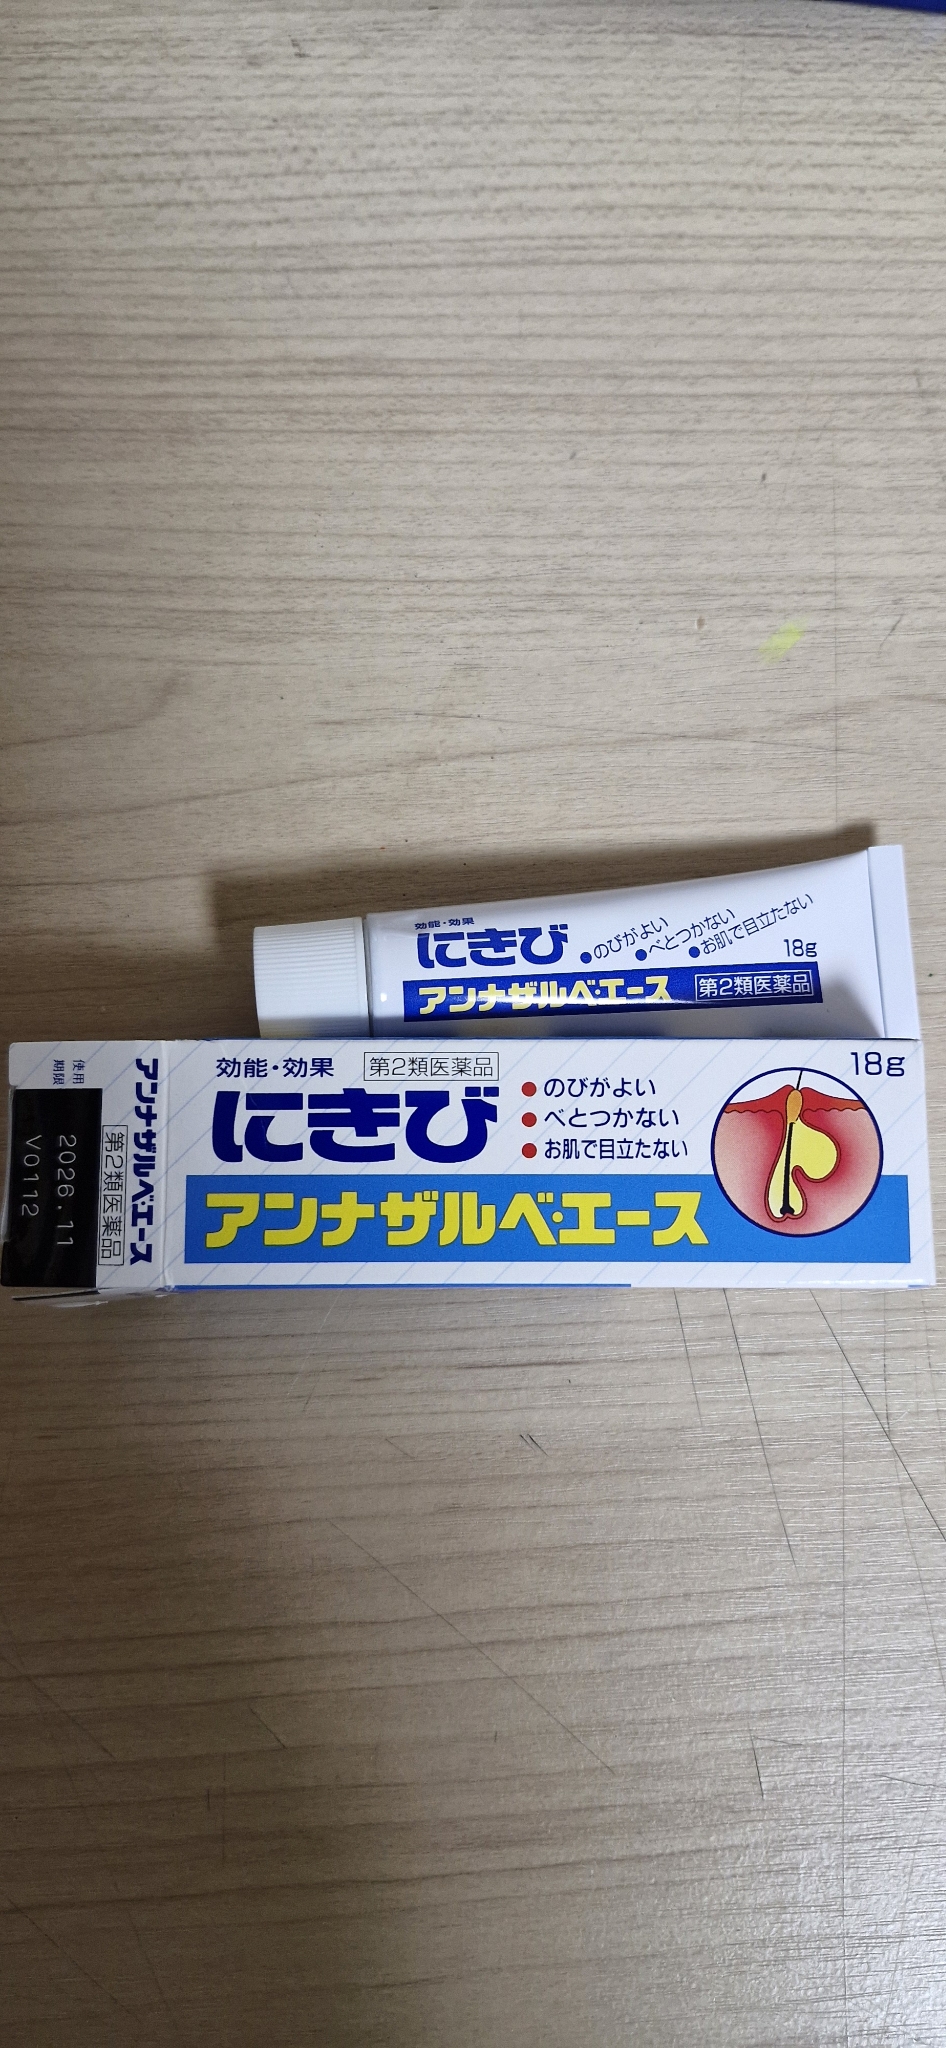 効能・効果
にきび
●のびがよい
●べとつかない
●お肌で目立たない
18g
アンナザルベ・エース
第2類医薬品
効能・効果
第2類医薬品
にきび
●のびがよい
●べとつかない
●お肌で目立たない
18g
アンナザルベ・エース
アンナザルベ・エース
第2類医薬品
使用
期限
2026.11
V0112